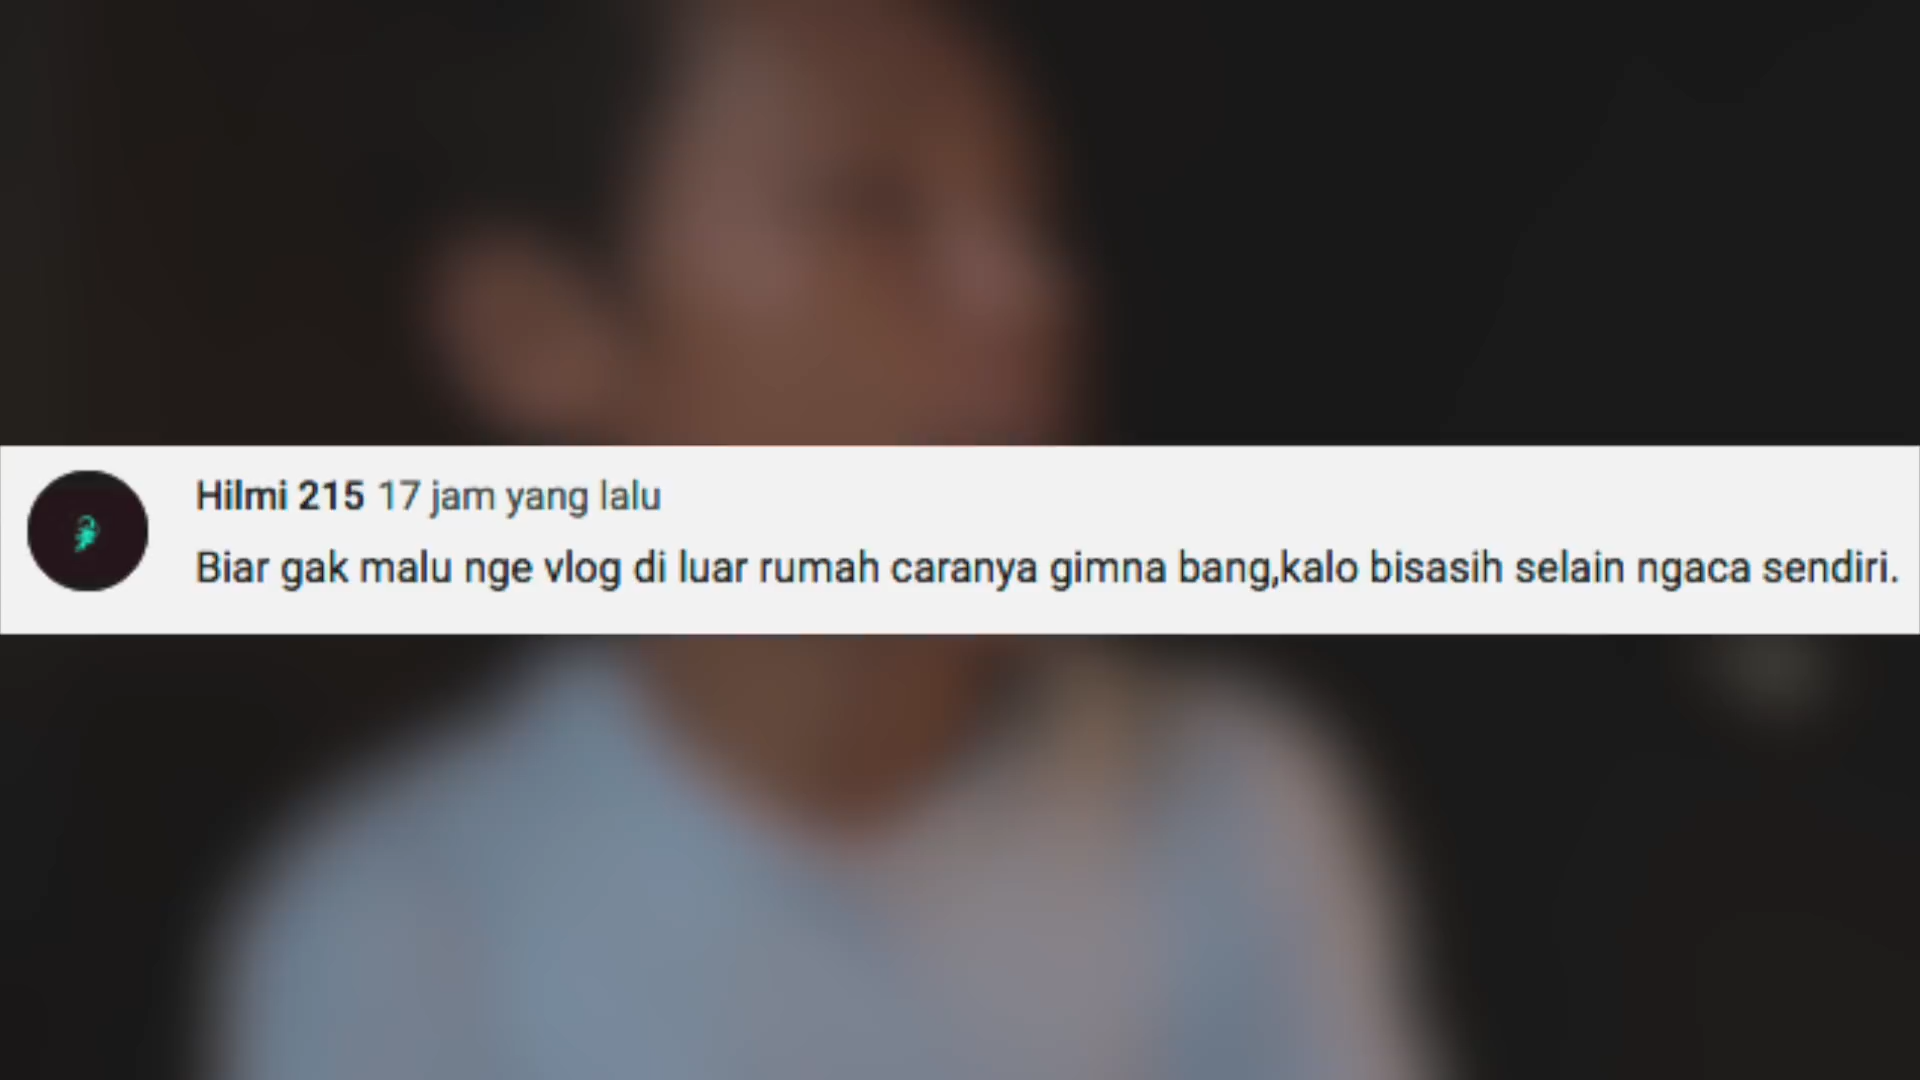 Hilmi 215 17 jam yang lalu
Biar gak malu nge vlog di luar rumah caranya gimna bang,kalo bisasih selain ngaca sendiri.